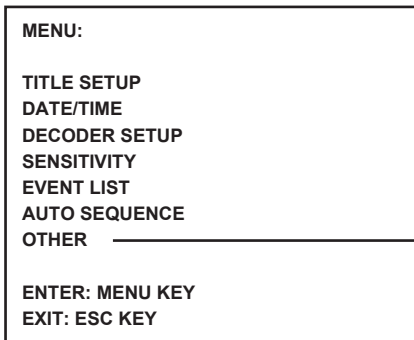 MENU:
TITLE SETUP
DATE/TIME
DECODER SETUP
SENSITIVITY
EVENT LIST
AUTO SEQUENCE
OTHER
ENTER: MENU KEY
EXIT: ESC KEY